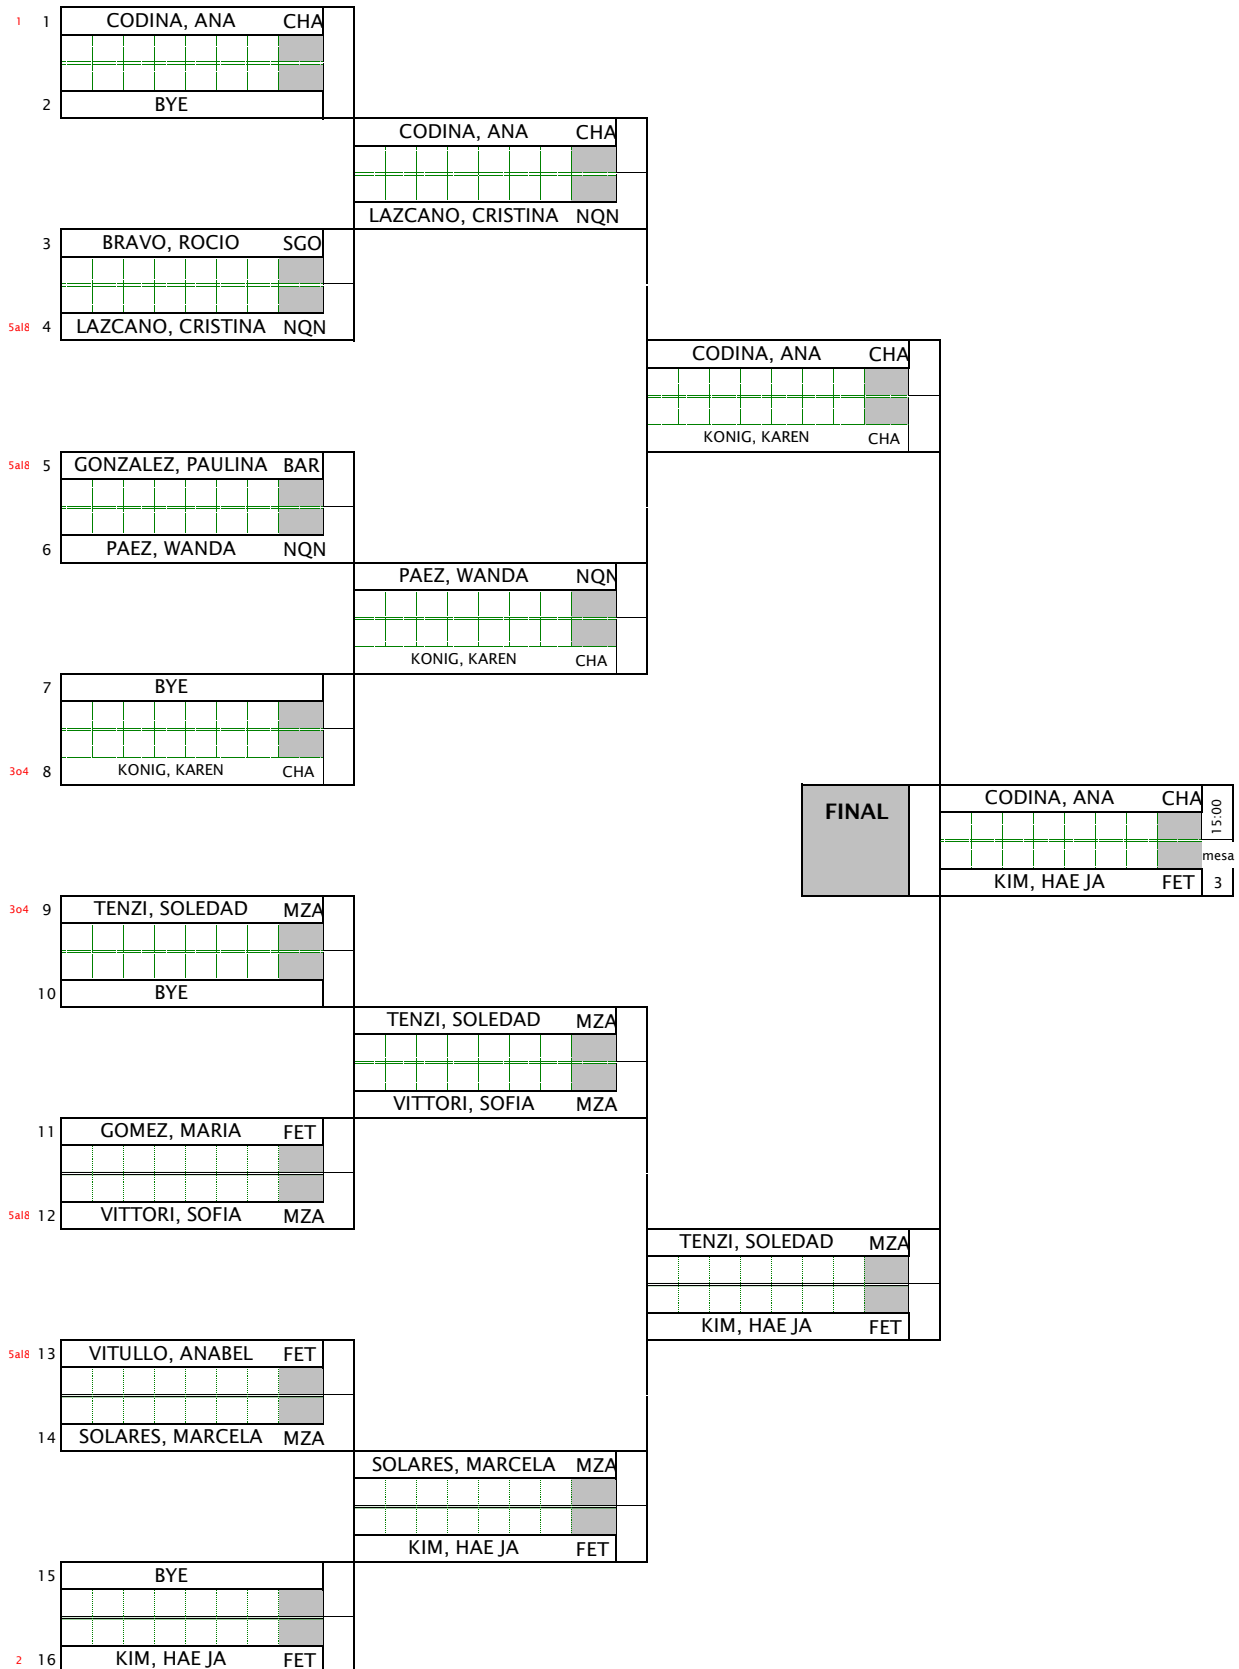 1 1 CODINA, ANA CHA
2 BYE
CODINA, ANA CHA
LAZCANO, CRISTINA NQN
3 BRAVO, ROCIO SGO
5al8 4 LAZCANO, CRISTINA NQN
CODINA, ANA CHA
KONIG, KAREN CHA
5al8 5 GONZALEZ, PAULINA BAR
6 PAEZ, WANDA NQN
PAEZ, WANDA NQN
KONIG, KAREN CHA
7 BYE
3o4 8 KONIG, KAREN CHA
FINAL
CODINA, ANA CHA
15:00
mesa
KIM, HAE JA FET 3
3o4 9 TENZI, SOLEDAD MZA
10 BYE
TENZI, SOLEDAD MZA
VITTORI, SOFIA MZA
11 GOMEZ, MARIA FET
5al8 12 VITTORI, SOFIA MZA
TENZI, SOLEDAD MZA
KIM, HAE JA FET
5al8 13 VITULLO, ANABEL FET
14 SOLARES, MARCELA MZA
SOLARES, MARCELA MZA
KIM, HAE JA FET
15 BYE
2 16 KIM, HAE JA FET